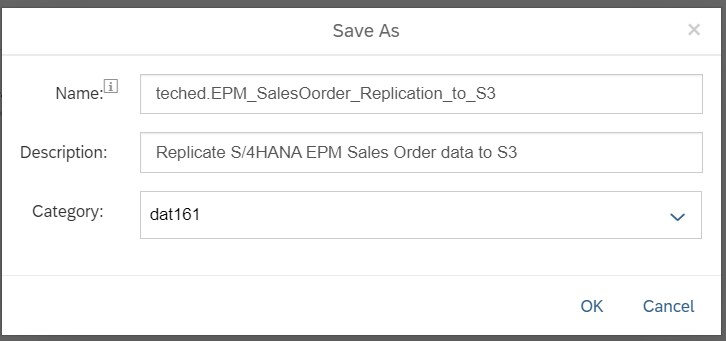 Save As ×
Name: i teched.EPM_SalesOorder_Replication_to_S3
Description: Replicate S/4HANA EPM Sales Order data to S3
Category: dat161
OK Cancel